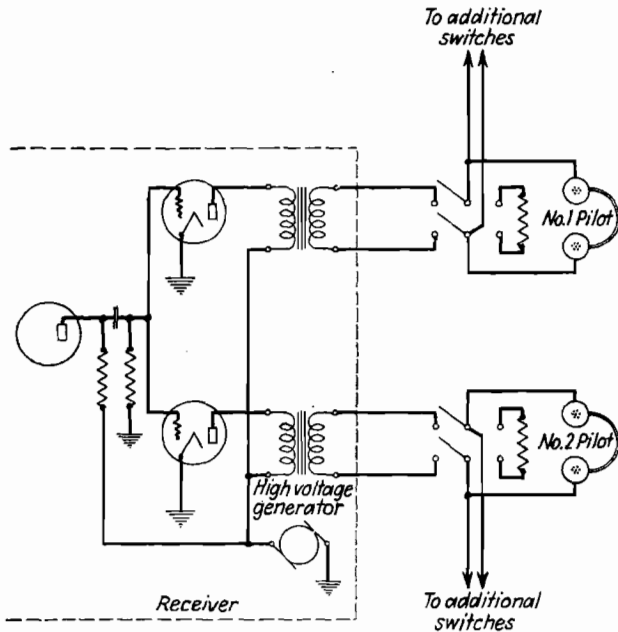 To additional
switches
No.1 Pilot
No.2 Pilot
High voltage
generator
Receiver
To additional
switches